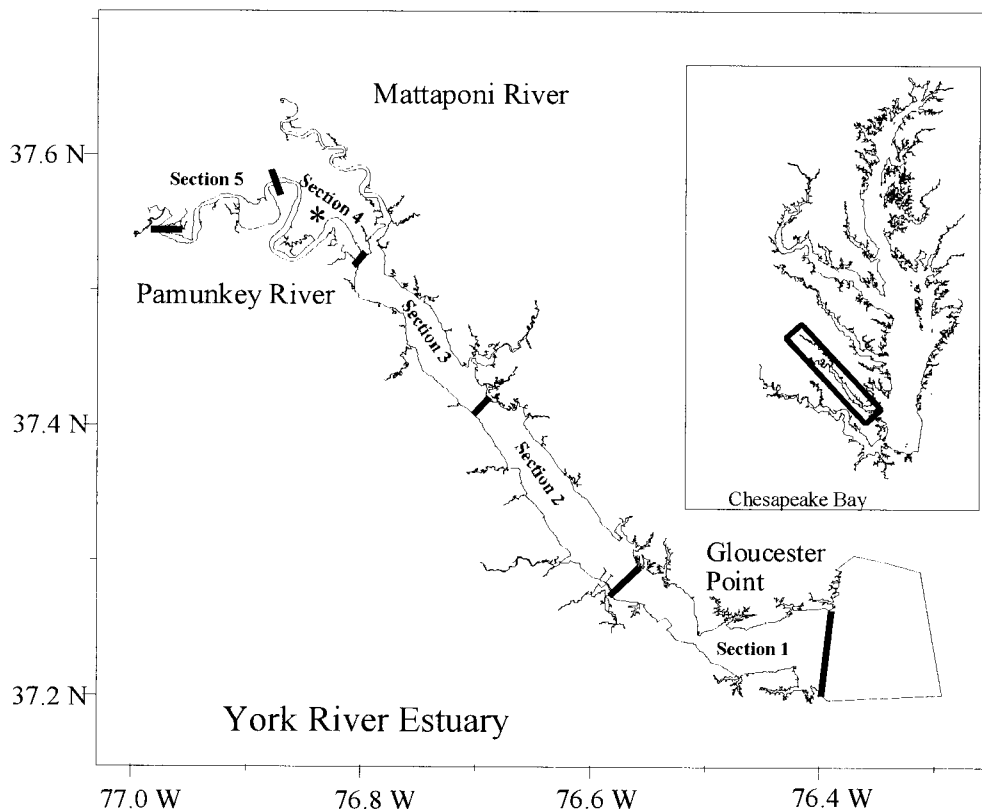 Mattaponi River
37.6 N
Section 5
Section 4
*
Pamunkey River
Section 3
37.4 N
Section 2
Chesapeake Bay
Gloucester
Point
Section 1
37.2 N
York River Estuary
77.0 W
76.8 W
76.6 W
76.4 W